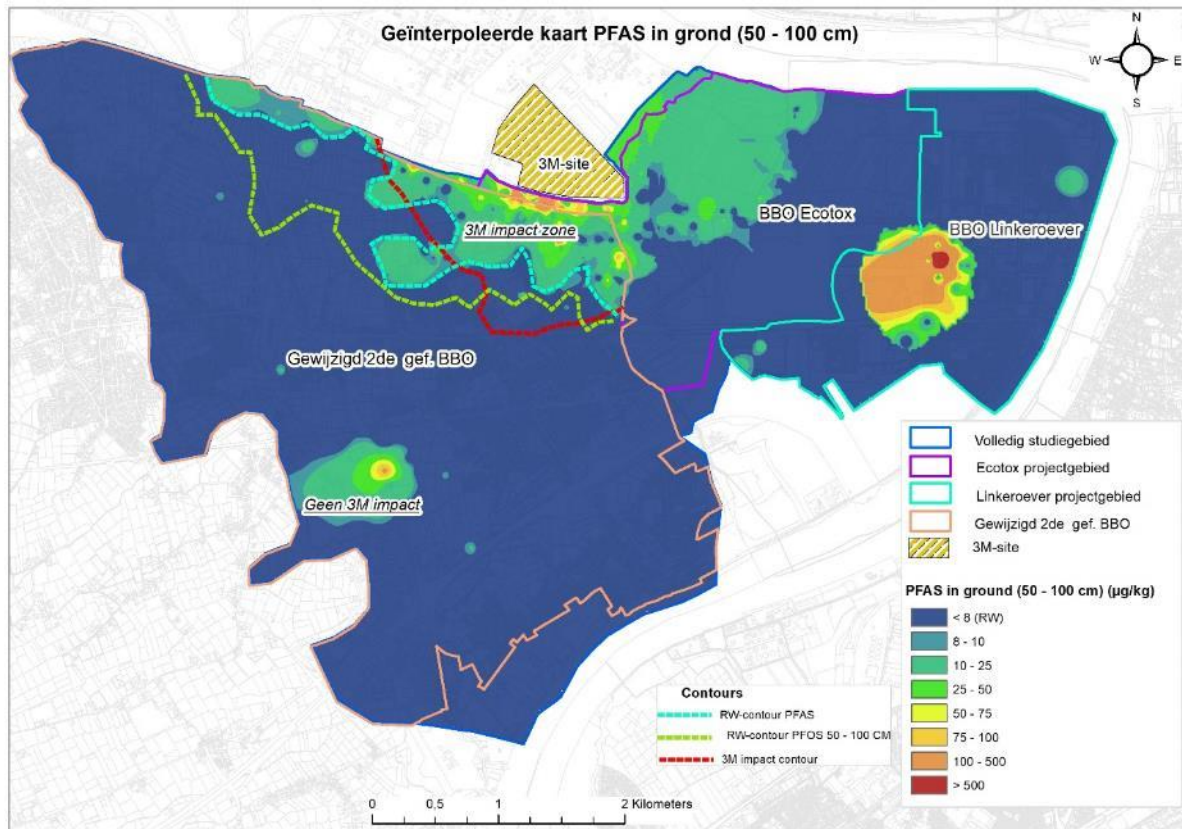 Geïnterpoleerde kaart PFAS in grond (50 - 100 cm)
N
W
E
S
3M-site
3M impact zone
BBO Ecotox
BBO Linkeroever
Gewijzigd 2de gef. BBO
Geen 3M impact
Volledig studiegebied
Ecotox projectgebied
Linkeroever projectgebied
Gewijzigd 2de gef. BBO
3M-site
PFAS in ground (50 - 100 cm) (µg/kg)
< 8 (RW)
8 - 10
10 - 25
25 - 50
50 - 75
75 - 100
100 - 500
> 500
Contours
RW-contour PFAS
RW-contour PFOS 50 - 100 CM
3M impact contour
0 0,5 1 2 Kilometers